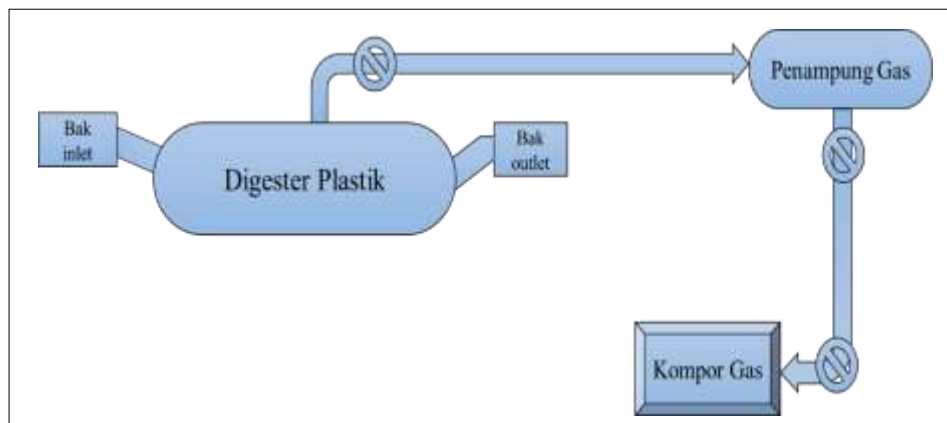 Penampung Gas
Bak
inlet
Bak
outlet
Digester Plastik
Kompor Gas